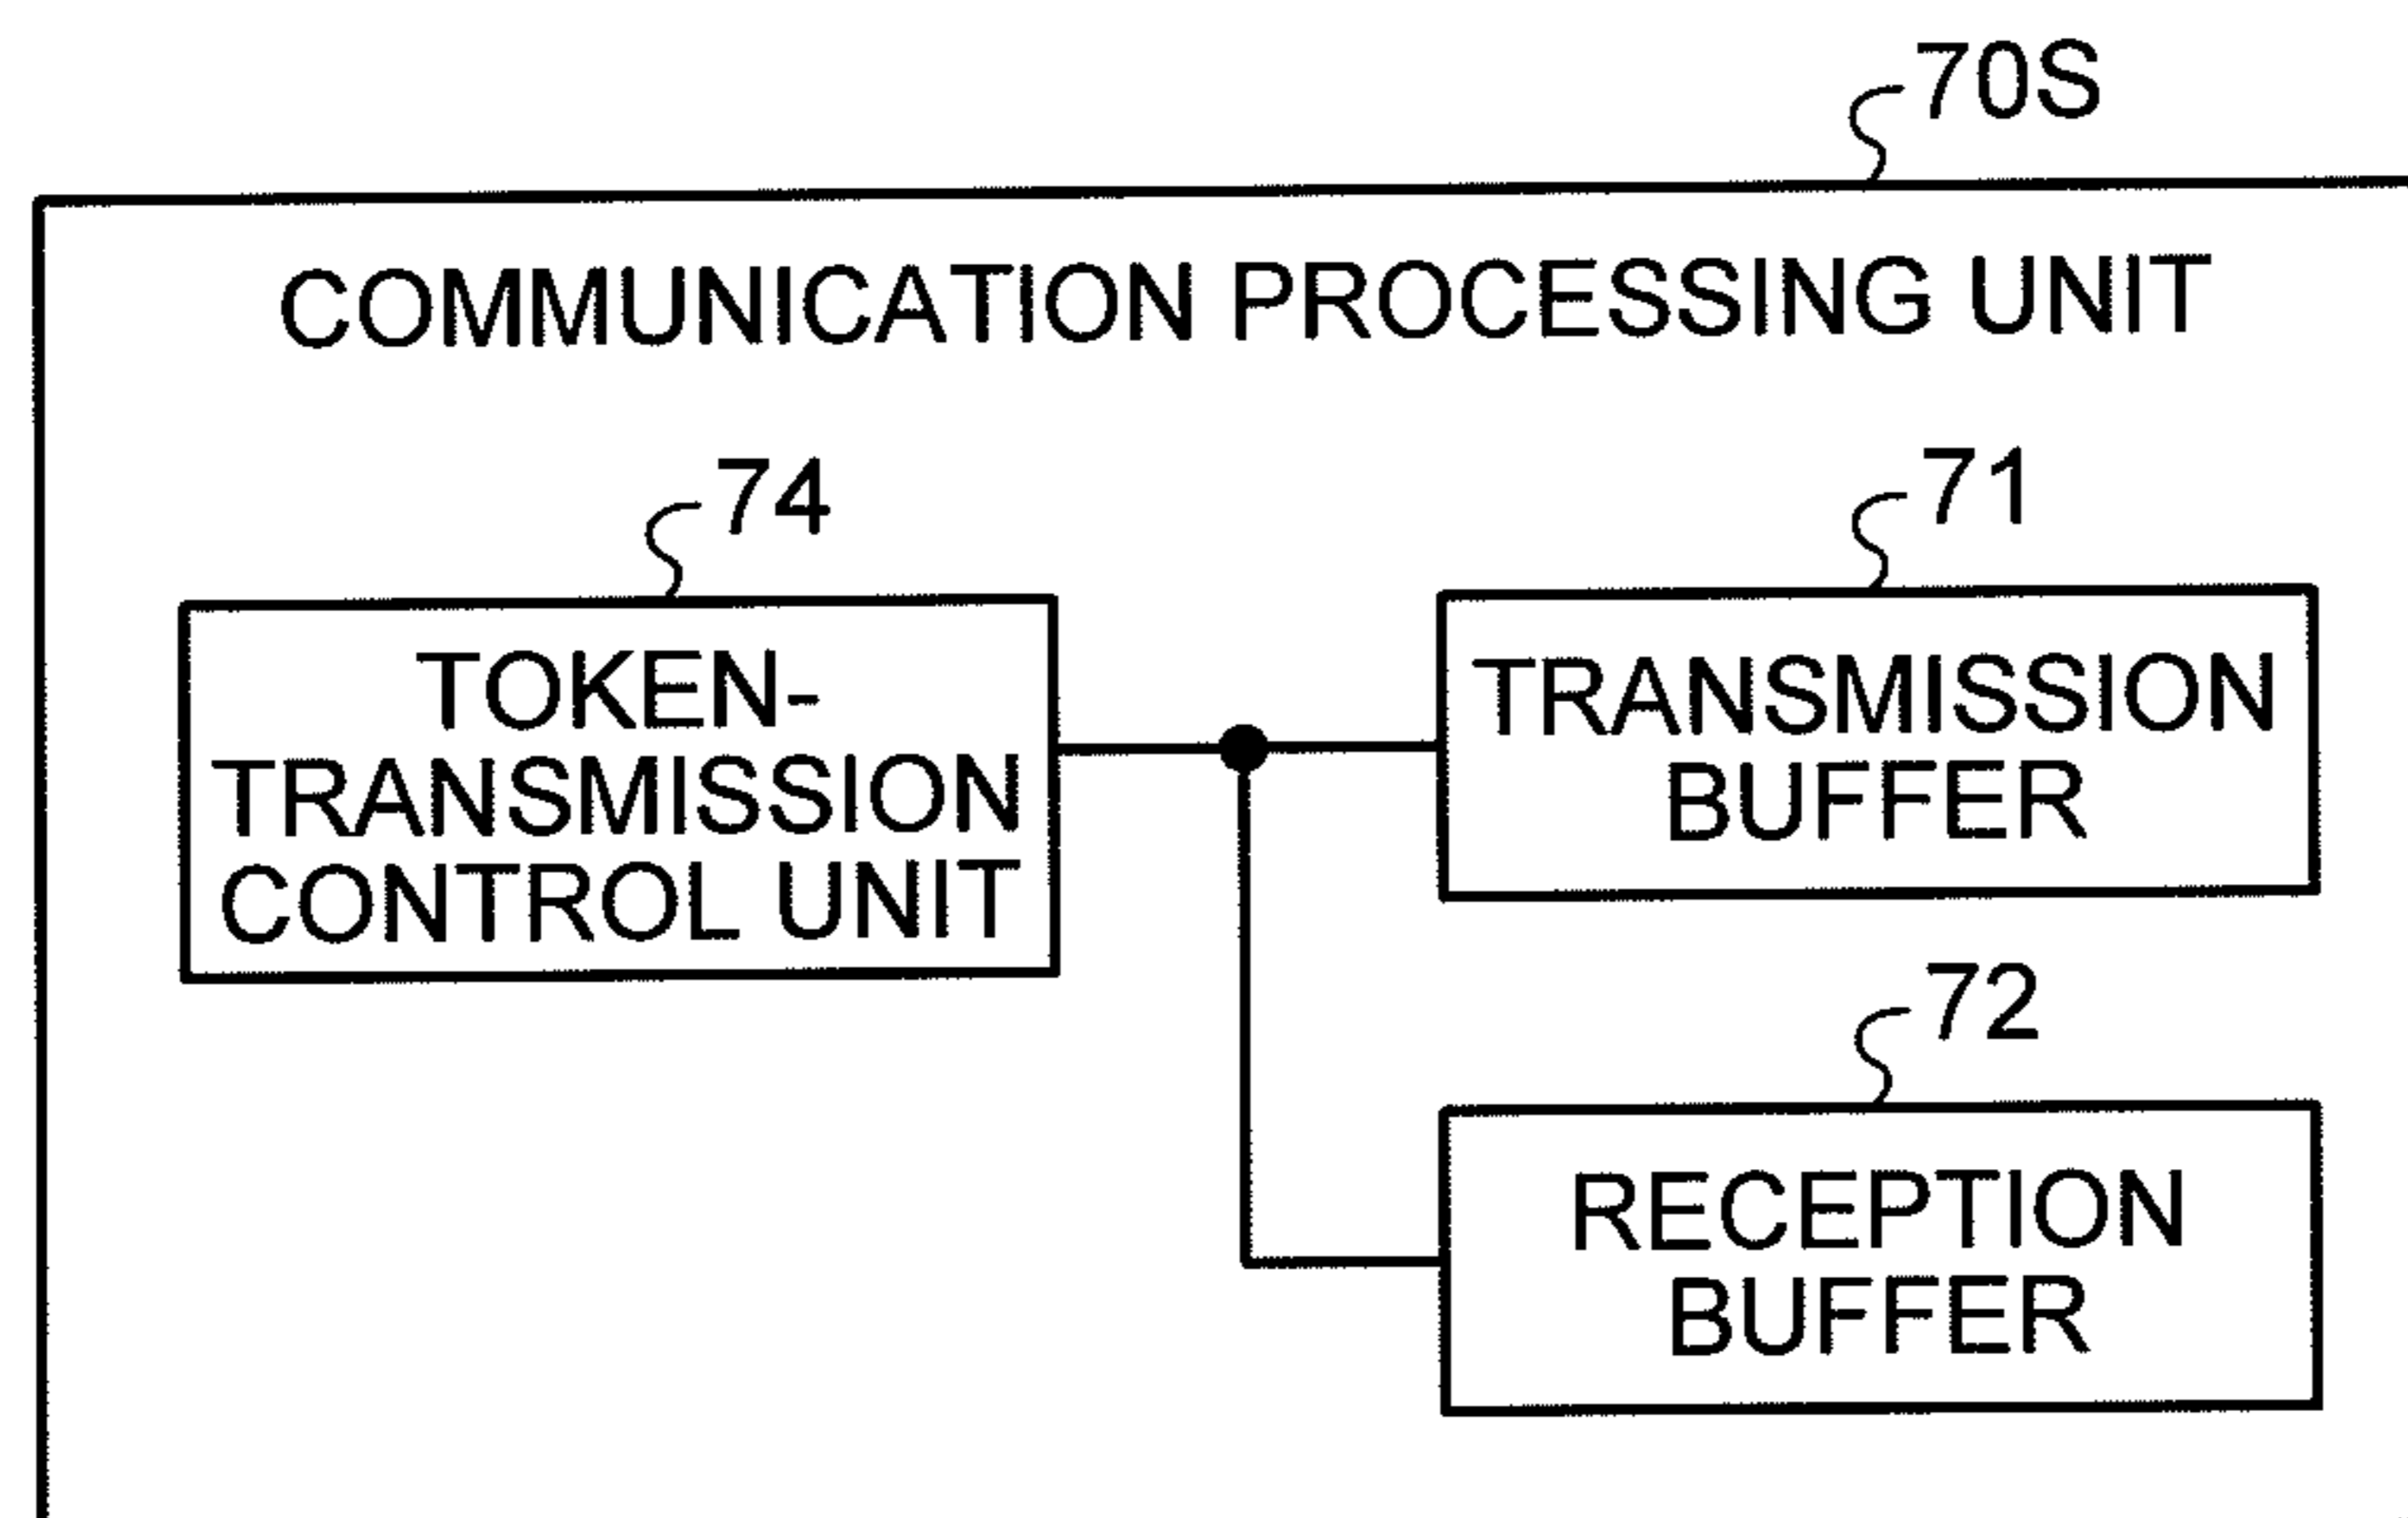 70S
COMMUNICATION PROCESSING UNIT
74
71
TOKEN-
TRANSMISSION
CONTROL UNIT
TRANSMISSION
BUFFER
72
RECEPTION
BUFFER